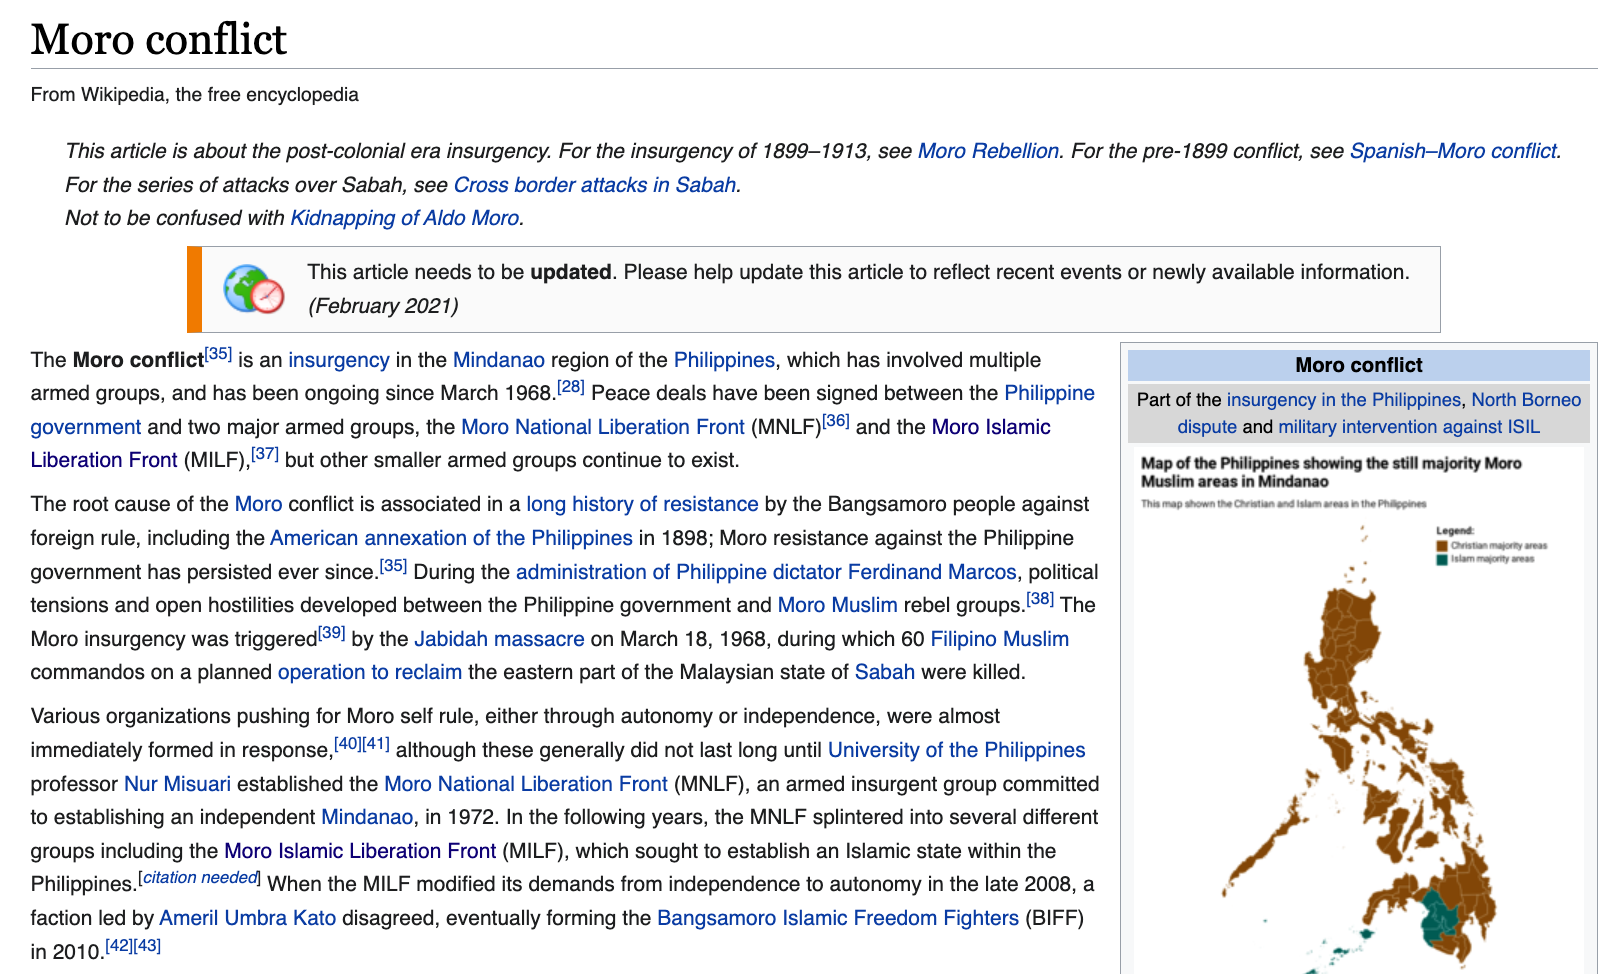 Moro conflict
From Wikipedia, the free encyclopedia
This article is about the post-colonial era insurgency. For the insurgency of 1899–1913, see Moro Rebellion. For the pre-1899 conflict, see Spanish–Moro conflict.
For the series of attacks over Sabah, see Cross border attacks in Sabah.
Not to be confused with Kidnapping of Aldo Moro.
This article needs to be updated. Please help update this article to reflect recent events or newly available information.
(February 2021)
The Moro conflict[35] is an insurgency in the Mindanao region of the Philippines, which has involved multiple
armed groups, and has been ongoing since March 1968.[28] Peace deals have been signed between the Philippine
government and two major armed groups, the Moro National Liberation Front (MNLF)[36] and the Moro Islamic
Liberation Front (MILF),[37] but other smaller armed groups continue to exist.
The root cause of the Moro conflict is associated in a long history of resistance by the Bangsamoro people against
foreign rule, including the American annexation of the Philippines in 1898; Moro resistance against the Philippine
government has persisted ever since.[35] During the administration of Philippine dictator Ferdinand Marcos, political
tensions and open hostilities developed between the Philippine government and Moro Muslim rebel groups.[38] The
Moro insurgency was triggered[39] by the Jabidah massacre on March 18, 1968, during which 60 Filipino Muslim
commandos on a planned operation to reclaim the eastern part of the Malaysian state of Sabah were killed.
Various organizations pushing for Moro self rule, either through autonomy or independence, were almost
immediately formed in response,[40][41] although these generally did not last long until University of the Philippines
professor Nur Misuari established the Moro National Liberation Front (MNLF), an armed insurgent group committed
to establishing an independent Mindanao, in 1972. In the following years, the MNLF splintered into several different
groups including the Moro Islamic Liberation Front (MILF), which sought to establish an Islamic state within the
Philippines.[citation needed] When the MILF modified its demands from independence to autonomy in the late 2008, a
faction led by Ameril Umbra Kato disagreed, eventually forming the Bangsamoro Islamic Freedom Fighters (BIFF)
in 2010.[42][43]
Moro conflict
Part of the insurgency in the Philippines, North Borneo
dispute and military intervention against ISIL
Map of the Philippines showing the still majority Moro
Muslim areas in Mindanao
This map shown the Christian and Islam areas in the Philippines
Legend:
Christian majority areas
Islam majority areas